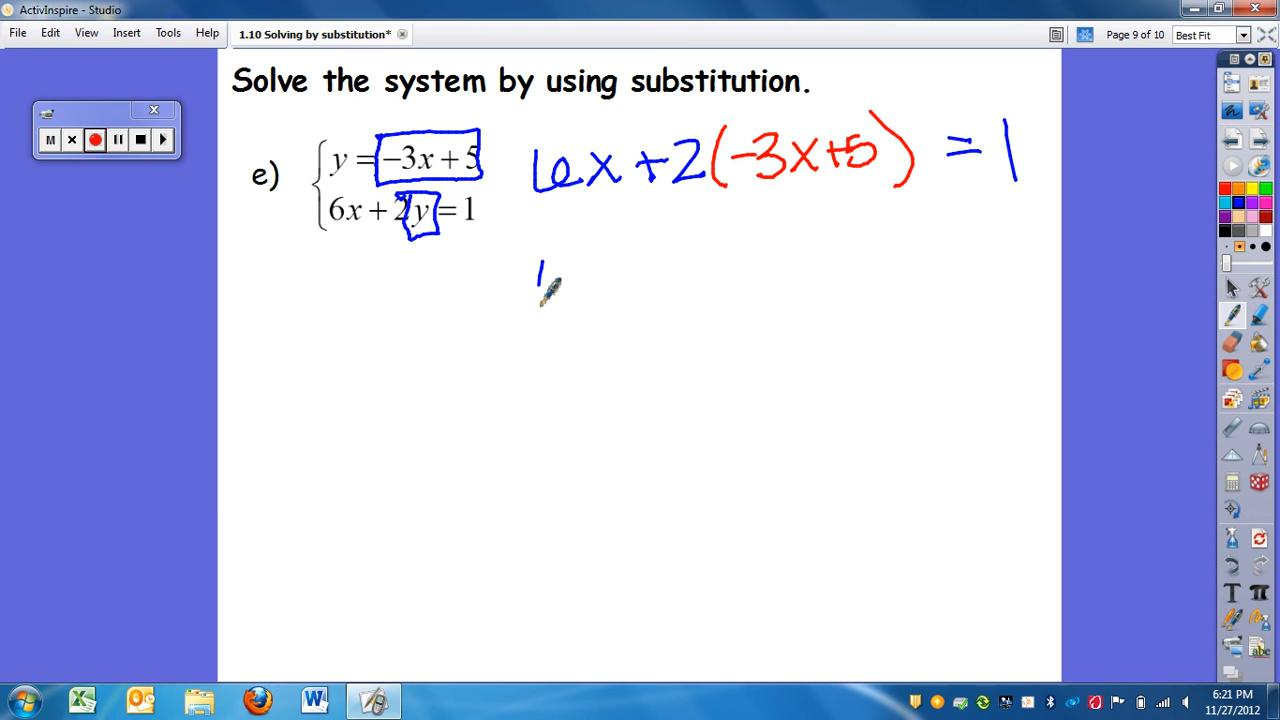 ActivInspire - Studio
File Edit View Insert Tools Help
1.10 Solving by substitution*
Page 9 of 10
Best Fit
Solve the system by using substitution.
M
e)
y = -3x + 5
6x + 2y = 1
6x + 2(-3x+5) = 1
6:21 PM
11/27/2012